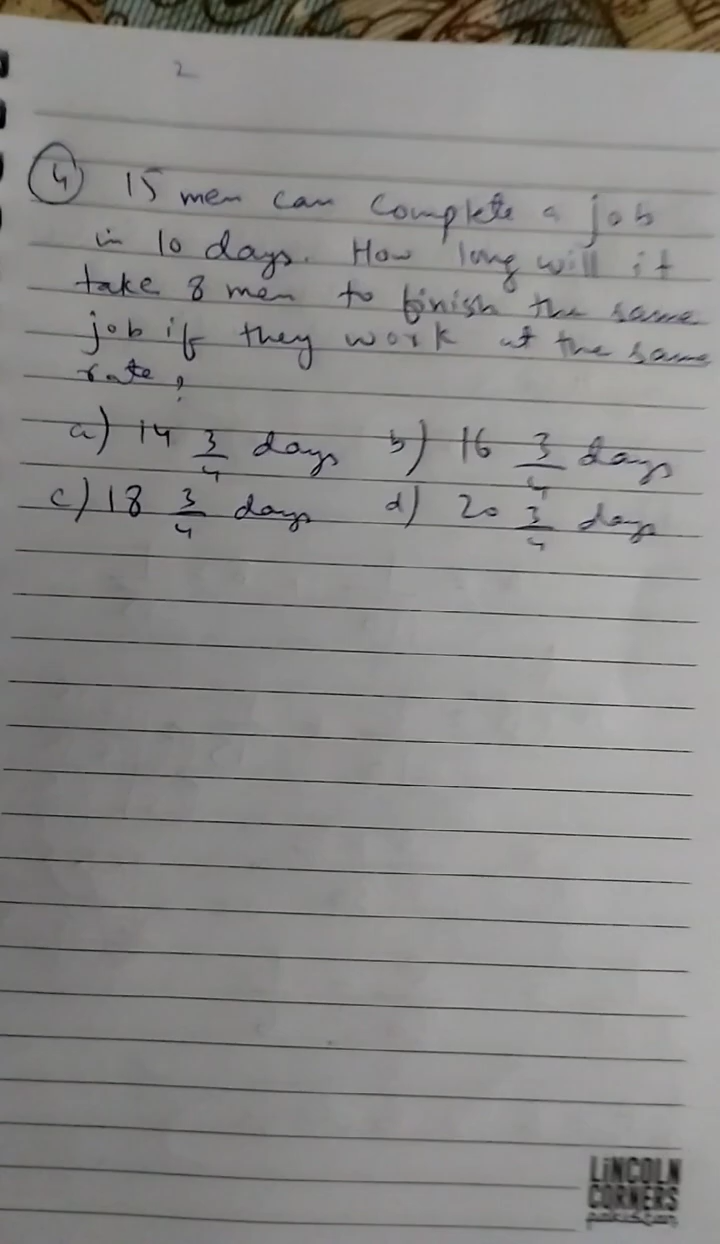 2
4 15 men can complete a job
in 10 days. How long will it
take 8 men to finish the same
job if they work at the same
rate?
a) 14 3/4 days b) 16 3/4 days
c) 18 3/4 days d) 20 3/4 days
LiNCOLN
CORNERS
pakistan